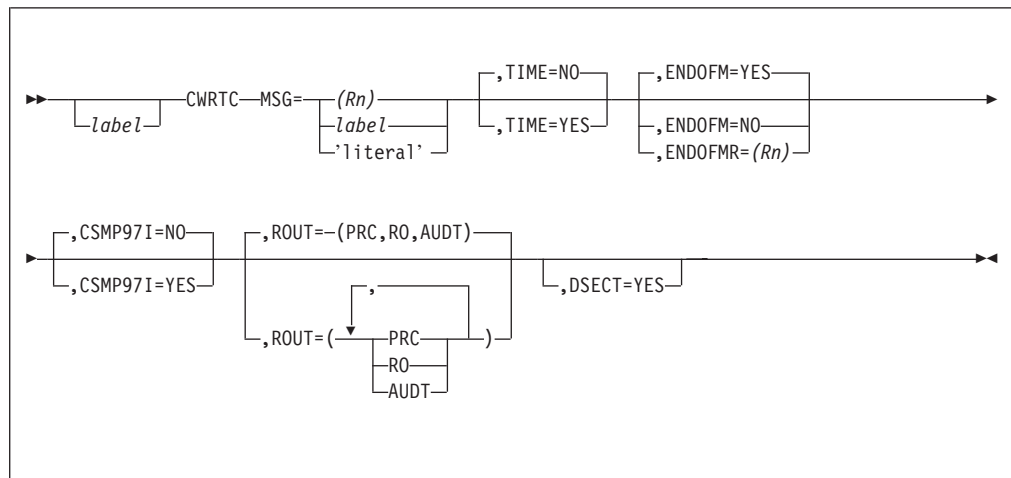 ,TIME=NO ,ENDOFM=YES
label CWRTC MSG= (Rn) ,TIME=YES ,ENDOFM=NO
label ,ENDOFMR=(Rn)
’literal’
,CSMP97I=NO ,ROUT= (PRC,RO,AUDT)
,CSMP97I=YES ,DSECT=YES
,
,ROUT=( PRC )
RO
AUDT